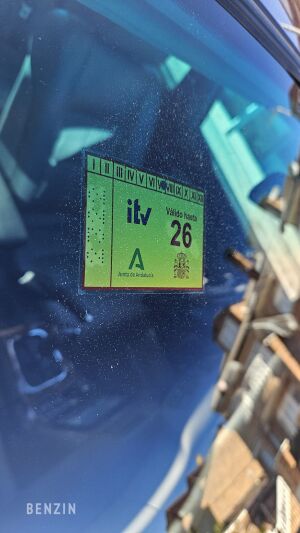 I II III IV V VI VII VIII IX X XI XII
itv
Válido hasta
26
Junta de Andalucía
BENZIN